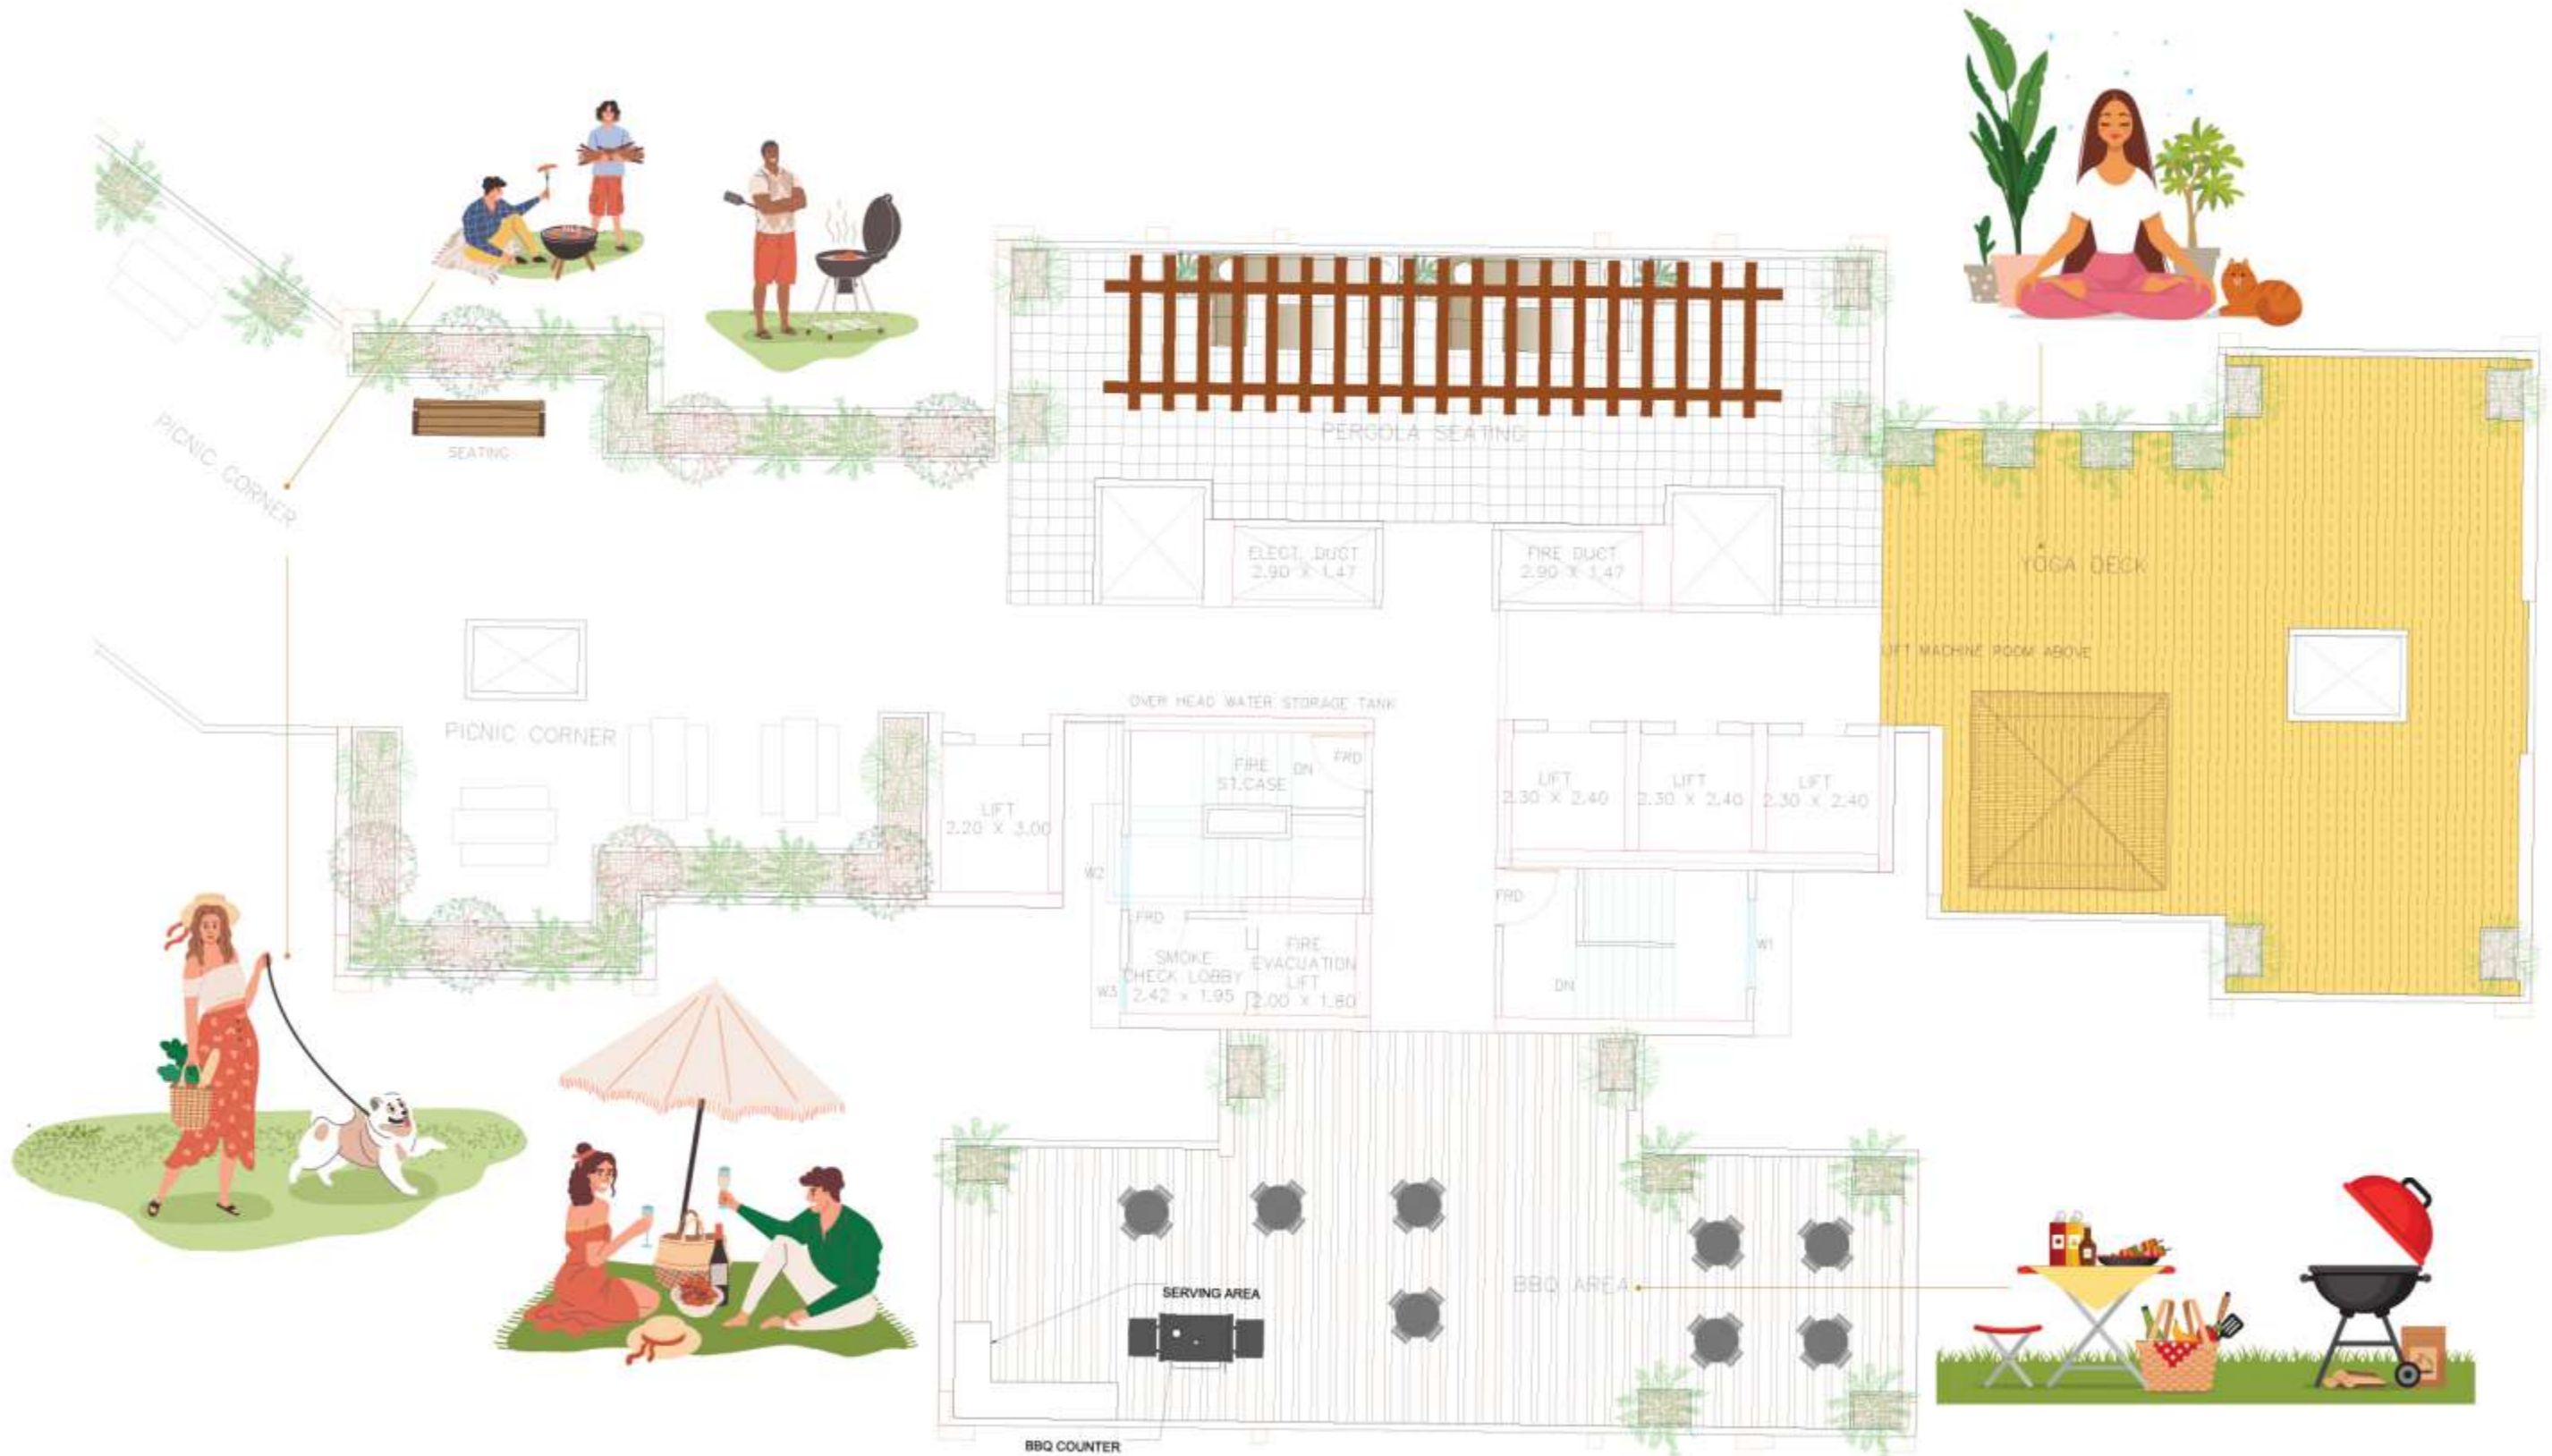 PICNIC CORNER
SEATING
PERGOLA SEATING
ELECT. DUCT
2.90 X 1.47
FIRE DUCT
2.90 X 1.47
YOGA DECK
LIFT MACHINE ROOM ABOVE
OVER HEAD WATER STORAGE TANK
PICNIC CORNER
FIRE
ST.CASE
DN
FRD
LIFT
2.20 X 3.00
LIFT
2.30 X 2.40
LIFT
2.30 X 2.40
LIFT
2.30 X 2.40
W2
FRD
FRD
SMOKE
CHECK LOBBY
2.42 x 1.95
FIRE
EVACUATION
LIFT
2.00 X 1.80
W3
DN
W1
SERVING AREA
BBQ AREA
BBQ COUNTER